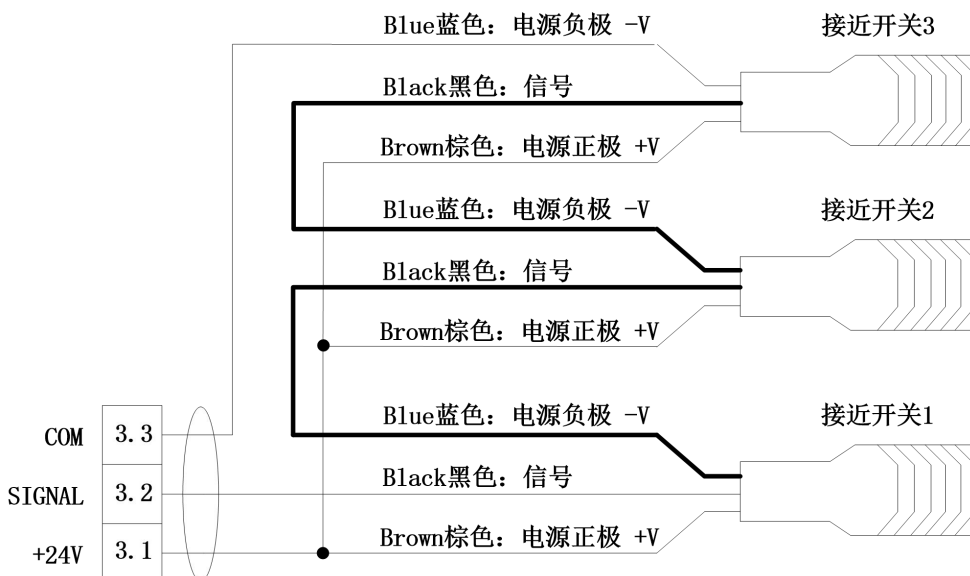 Blue蓝色：电源负极 -V
接近开关3
Black黑色：信号
Brown棕色：电源正极 +V
Blue蓝色：电源负极 -V
接近开关2
Black黑色：信号
Brown棕色：电源正极 +V
Blue蓝色：电源负极 -V
接近开关1
COM 3.3
Black黑色：信号
SIGNAL 3.2
Brown棕色：电源正极 +V
+24V 3.1